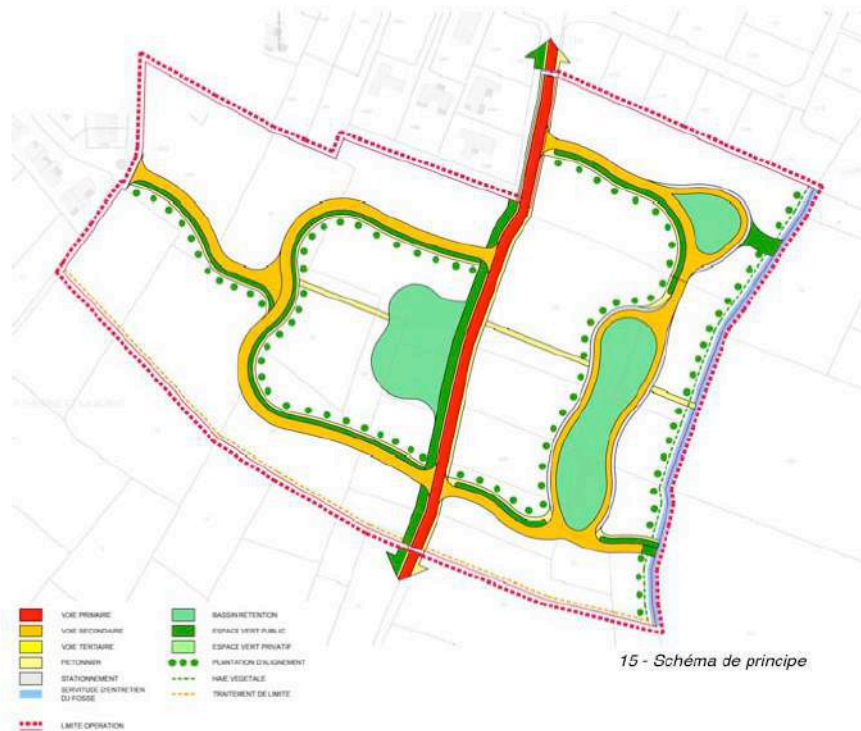 15 - Schéma de principe
VOIE PRIMAIRE
VOIE SECONDAIRE
VOIE TERTIAIRE
PIETONNIER
STATIONNEMENT
SERVITUDE D'ENTRETIEN
DU FOSSE
LIMITE OPERATION
BASSIN RETENTION
ESPACE VERT PUBLIC
ESPACE VERT PRIVATIF
PLANTATION D'ALIGNEMENT
HAIE VEGETALE
TRAITEMENT DE LIMITE